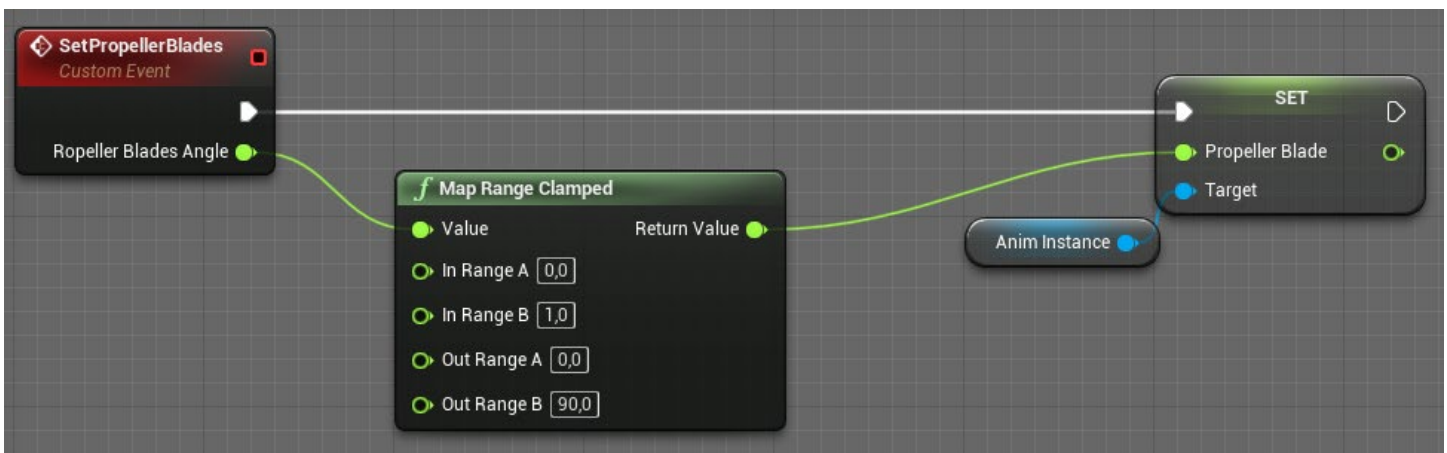 SetPropellerBlades
Custom Event
Ropeller Blades Angle
f Map Range Clamped
Value Return Value
In Range A 0,0
In Range B 1,0
Out Range A 0,0
Out Range B 90,0
Anim Instance
SET
Propeller Blade
Target